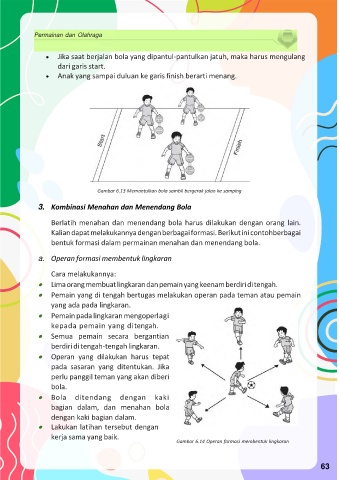 Permainan dan Olahraga
• Jika saat berjalan bola yang dipantul-pantulkan jatuh, maka harus mengulang
dari garis start.
• Anak yang sampai duluan ke garis finish berarti menang.
Start
Finish
Gambar 6.13 Memantulkan bola sambil bergerak jalan ke samping
3. Kombinasi Menahan dan Menendang Bola
Berlatih menahan dan menendang bola harus dilakukan dengan orang lain.
Kalian dapat melakukannya dengan berbagai formasi. Berikut ini contoh berbagai
bentuk formasi dalam permainan menahan dan menendang bola.
a. Operan formasi membentuk lingkaran
Cara melakukannya:
• Lima orang membuat lingkaran dan pemain yang keenam berdiri di tengah.
• Pemain yang di tengah bertugas melakukan operan pada teman atau pemain
yang ada pada lingkaran.
• Pemain pada lingkaran mengoper lagi
kepada pemain yang di tengah.
• Semua pemain secara bergantian
berdiri di tengah-tengah lingkaran.
• Operan yang dilakukan harus tepat
pada sasaran yang ditentukan. Jika
perlu panggil teman yang akan diberi
bola.
• Bola ditendang dengan kaki
bagian dalam, dan menahan bola
dengan kaki bagian dalam.
• Lakukan latihan tersebut dengan
kerja sama yang baik.
Gambar 6.14 Operan formasi membentuk lingkaran
63